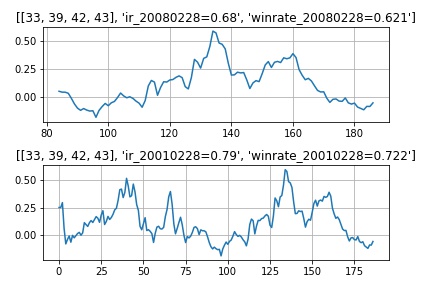 [[33, 39, 42, 43], 'ir_20080228=0.68', 'winrate_20080228=0.621']
0.50
0.25
0.00
80 100 120 140 160 180
[[33, 39, 42, 43], 'ir_20010228=0.79', 'winrate_20010228=0.722']
0.50
0.25
0.00
0 25 50 75 100 125 150 175